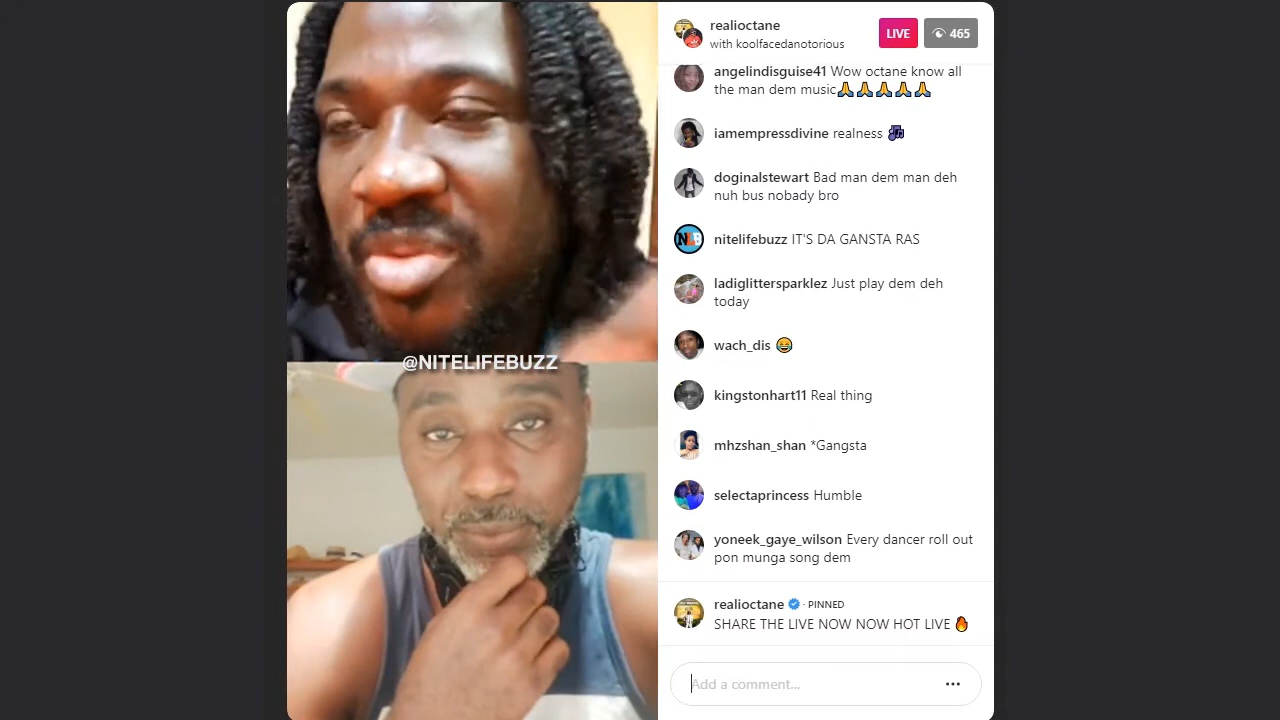 realioctane
with koolfacedanotorious
LIVE
465
angelindisguise41 Wow octane know all
the man dem music🙏🙏🙏🙏🙏
iamempressdivine realness 🎶
doginalstewart Bad man dem man deh
nuh bus nobady bro
NLB
nitelifebuzz IT'S DA GANSTA RAS
ladiglittersparklez Just play dem deh
today
wach_dis 😂
kingstonhart11 Real thing
mhzshan_shan *Gangsta
selectaprincess Humble
yoneek_gaye_wilson Every dancer roll out
pon munga song dem
realioctane · PINNED
SHARE THE LIVE NOW NOW HOT LIVE 🔥
Add a comment...
@NITELIFEBUZZ